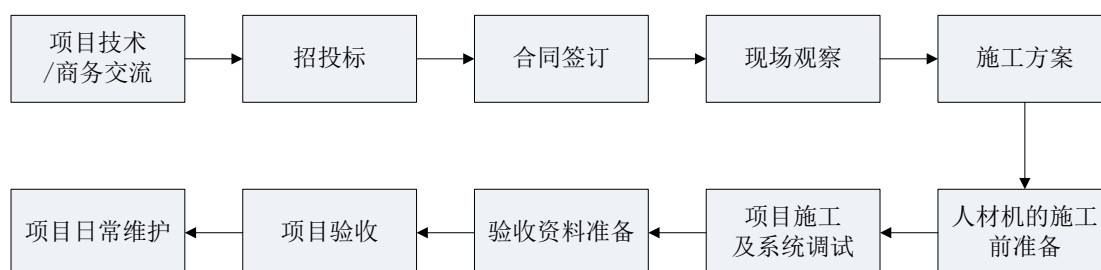 项目技术
/商务交流
招投标
合同签订
现场观察
施工方案
人材机的施工
前准备
项目施工
及系统调试
验收资料准备
项目验收
项目日常维护